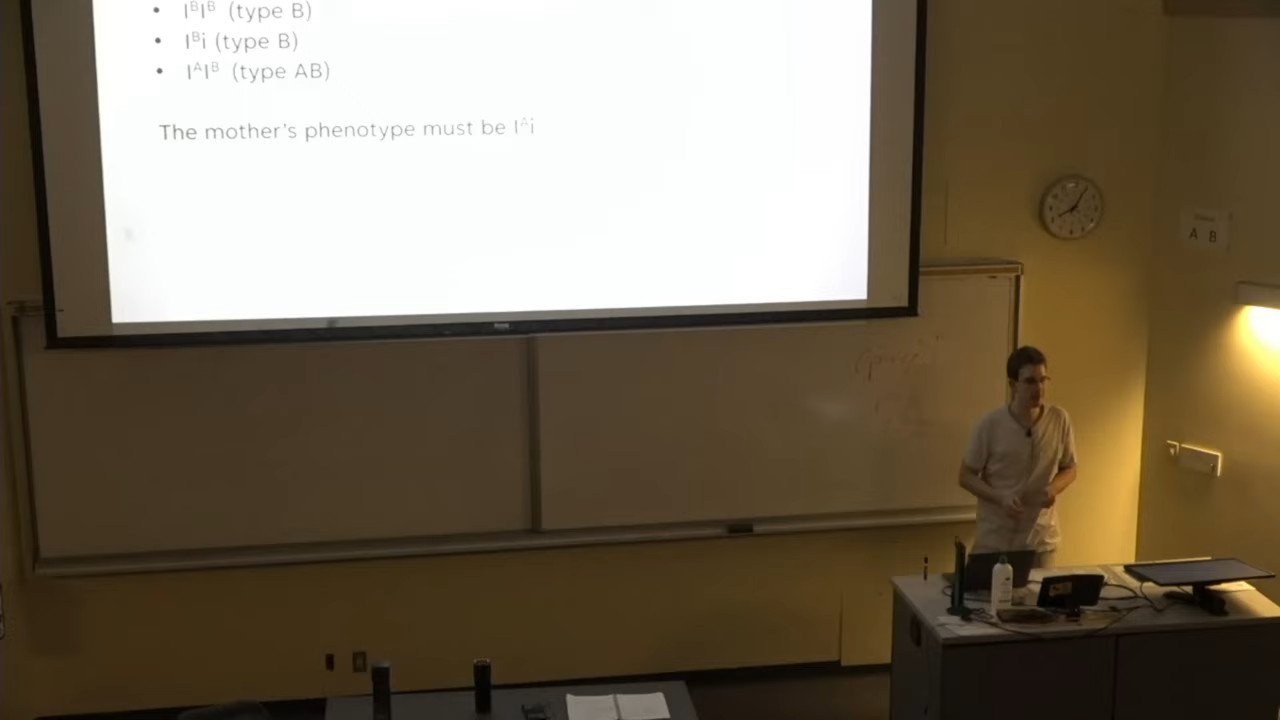 • IᴮIᴮ (type B)
• Iᴮi (type B)
• IᴬIᴮ (type AB)
The mother's phenotype must be Iᴬi
A B